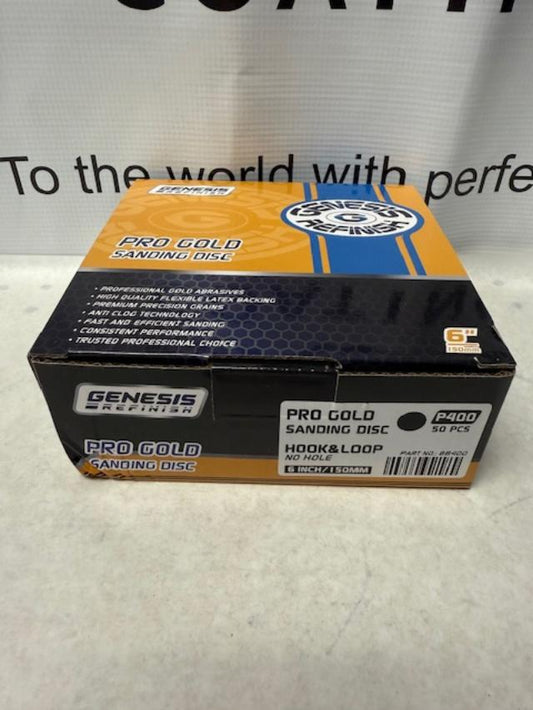 To the world with perfe
GENESIS
REFINISH
GENESIS
G
REFINISH
PRO GOLD
SANDING DISC
• PROFESSIONAL GOLD ABRASIVES
• HIGH QUALITY FLEXIBLE LATEX BACKING
• PREMIUM PRECISION GRAINS
• ANTI CLOG TECHNOLOGY
• FAST AND EFFICIENT SANDING
• CONSISTENT PERFORMANCE
• TRUSTED PROFESSIONAL CHOICE
6"
150mm
GENESIS
REFINISH
PRO GOLD
SANDING DISC
PRO GOLD
SANDING DISC
P400
50 PCS
HOOK&LOOP
NO HOLE
6 INCH/150MM
PART NO: 88400